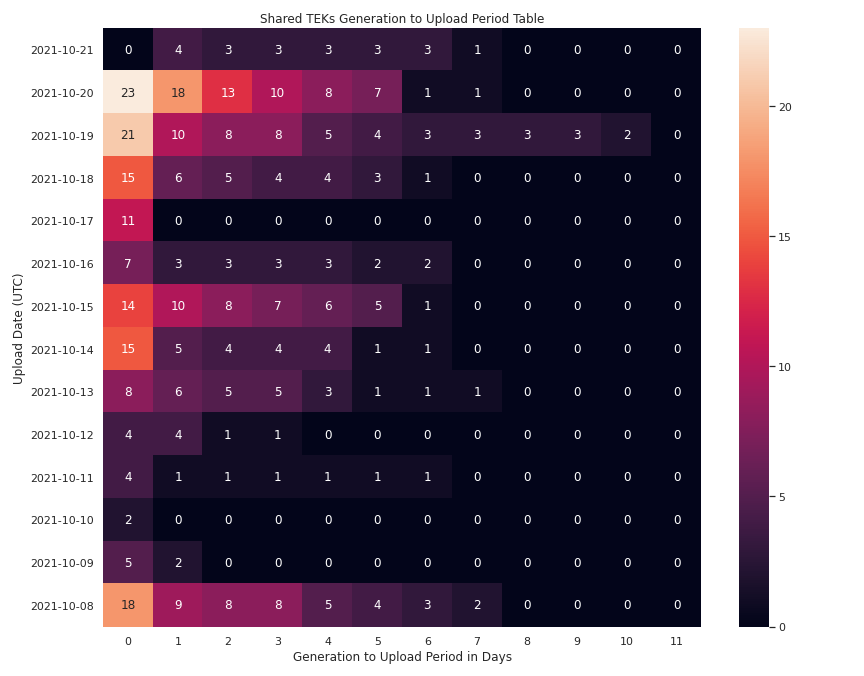 Shared TEKs Generation to Upload Period Table
Upload Date (UTC)
2021-10-21 0 4 3 3 3 3 3 1 0 0 0 0
2021-10-20 23 18 13 10 8 7 1 1 0 0 0 0
2021-10-19 21 10 8 8 5 4 3 3 3 3 2 0
2021-10-18 15 6 5 4 4 3 1 0 0 0 0 0
2021-10-17 11 0 0 0 0 0 0 0 0 0 0 0
2021-10-16 7 3 3 3 3 2 2 0 0 0 0 0
2021-10-15 14 10 8 7 6 5 1 0 0 0 0 0
2021-10-14 15 5 4 4 4 1 1 0 0 0 0 0
2021-10-13 8 6 5 5 3 1 1 1 0 0 0 0
2021-10-12 4 4 1 1 0 0 0 0 0 0 0 0
2021-10-11 4 1 1 1 1 1 1 0 0 0 0 0
2021-10-10 2 0 0 0 0 0 0 0 0 0 0 0
2021-10-09 5 2 0 0 0 0 0 0 0 0 0 0
2021-10-08 18 9 8 8 5 4 3 2 0 0 0 0
0 1 2 3 4 5 6 7 8 9 10 11
Generation to Upload Period in Days
20
15
10
5
0